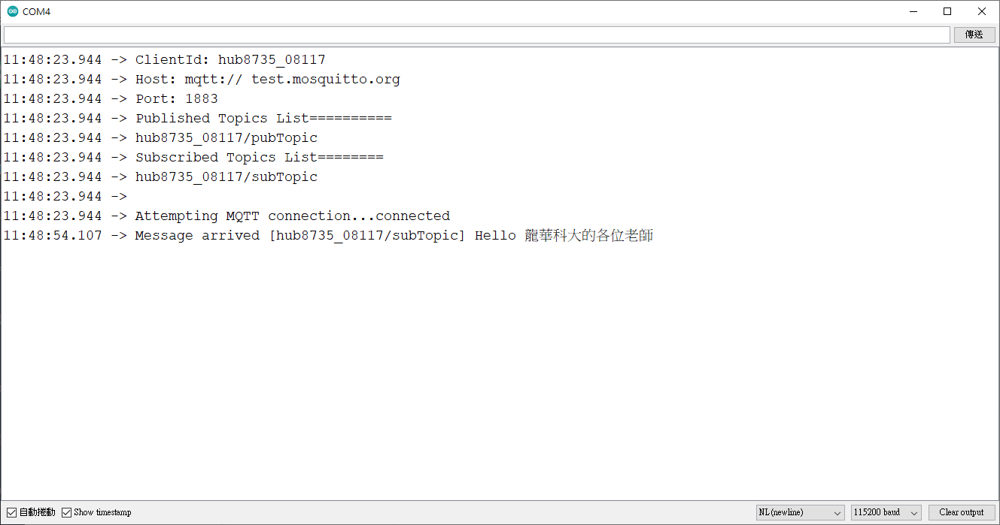 COM4
傳送
11:48:23.944 -> ClientId: hub8735_08117
11:48:23.944 -> Host: mqtt:// test.mosquitto.org
11:48:23.944 -> Port: 1883
11:48:23.944 -> Published Topics List==========
11:48:23.944 -> hub8735_08117/pubTopic
11:48:23.944 -> Subscribed Topics List========
11:48:23.944 -> hub8735_08117/subTopic
11:48:23.944 ->
11:48:23.944 -> Attempting MQTT connection...connected
11:48:54.107 -> Message arrived [hub8735_08117/subTopic] Hello 龍華科大的各位老師
自動捲動 Show timestamp NL(newline) 115200 baud Clear output